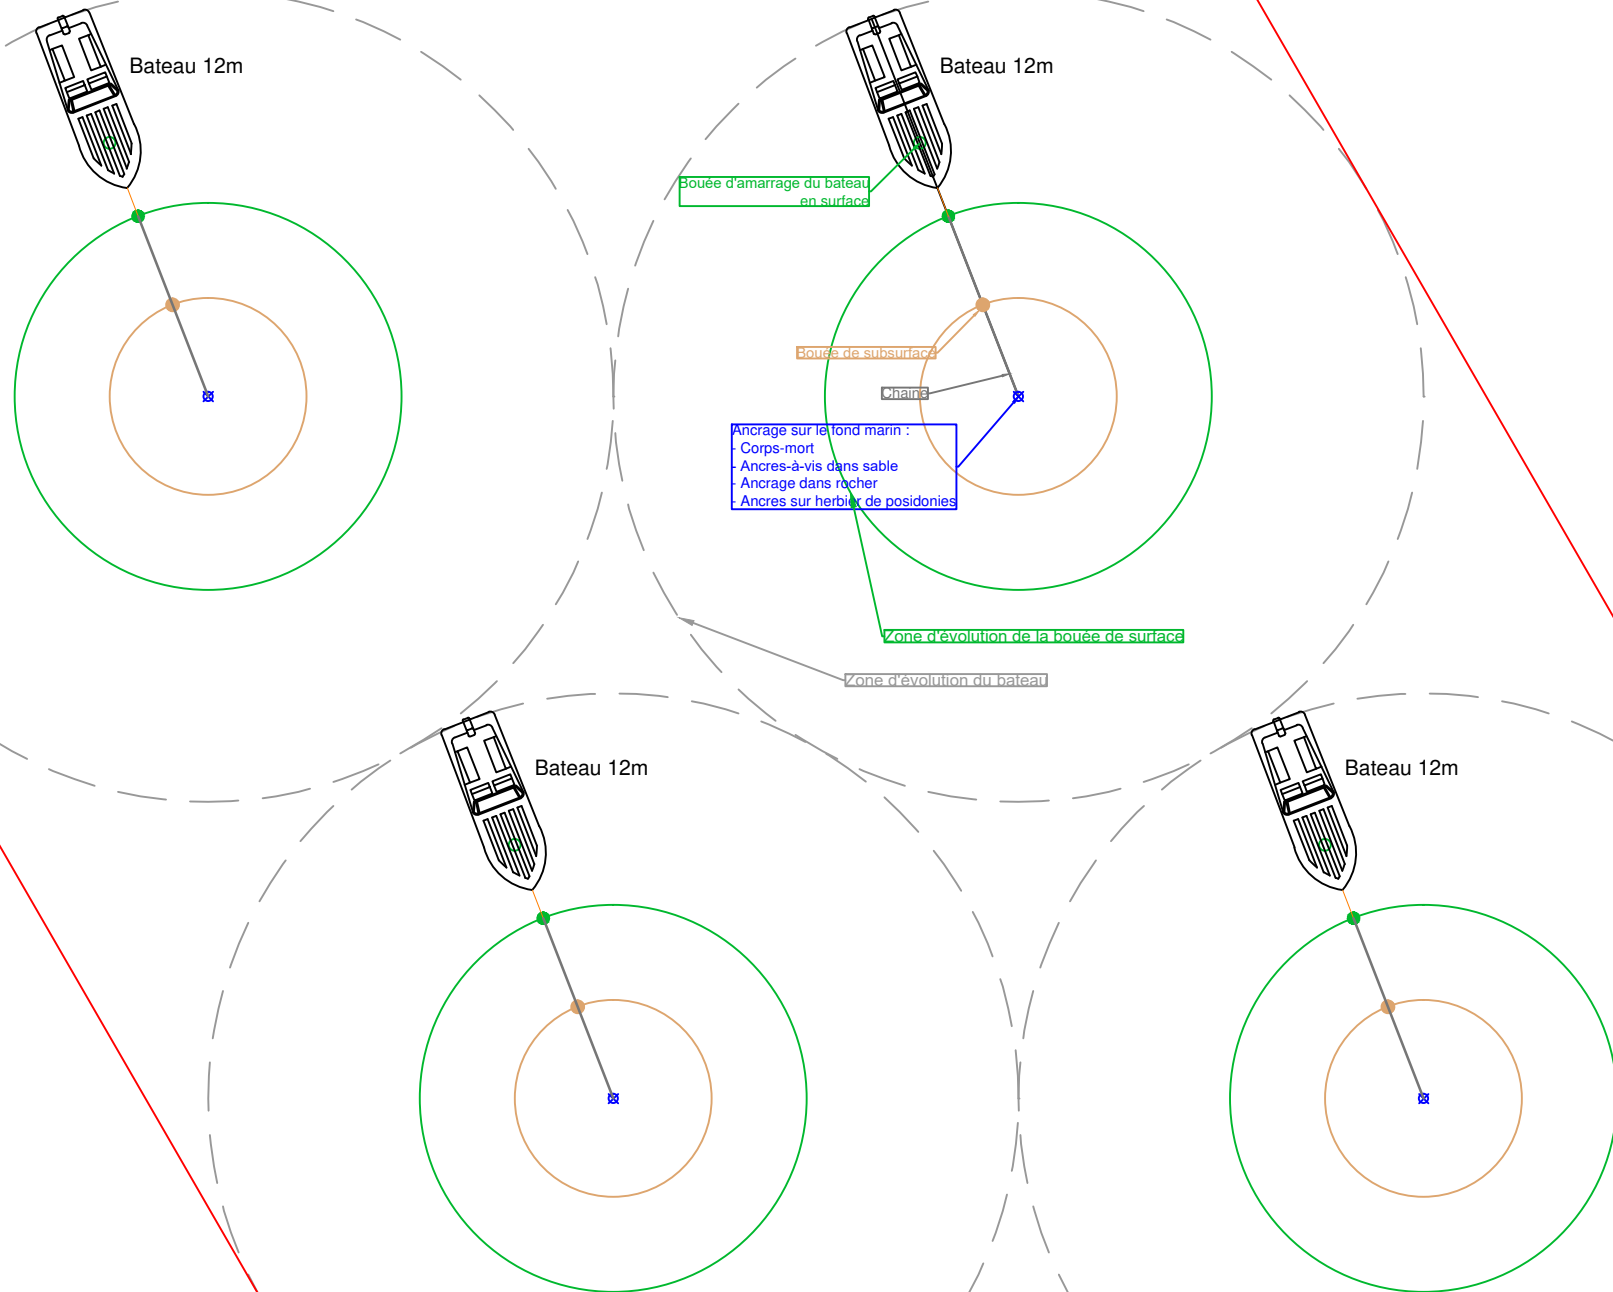 Bateau 12m
Bateau 12m
Bouée d'amarrage du bateau
en surface
Bouée de subsurface
Chaine
Ancrage sur le fond marin :
- Corps-mort
- Ancres-à-vis dans sable
- Ancrage dans rocher
- Ancres sur herbier de posidonies
Zone d'évolution de la bouée de surface
Zone d'évolution du bateau
Bateau 12m
Bateau 12m